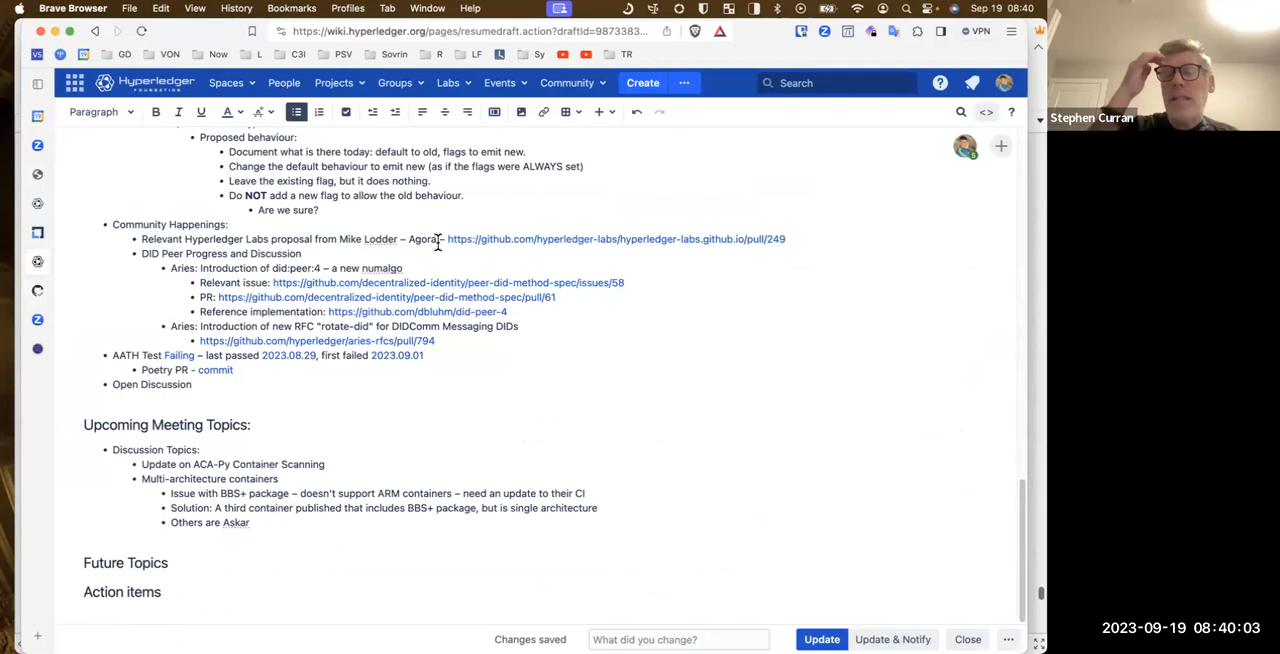 Brave Browser File Edit View History Bookmarks Profiles Tab Window Help Sep 19 08:40
https://wiki.hyperledger.org/pages/resumedraft.action?draftId=9873383... VPN
VS GD VON Now L C3I PSV Sovrin R LF Sy TR
HYPERLEDGER FOUNDATION Spaces People Projects Groups Labs Events Community Create ... Search
Paragraph B I U A
Proposed behaviour:
Document what is there today: default to old, flags to emit new.
Change the default behaviour to emit new (as if the flags were ALWAYS set)
Leave the existing flag, but it does nothing.
Do NOT add a new flag to allow the old behaviour.
Are we sure?
Community Happenings:
Relevant Hyperledger Labs proposal from Mike Lodder – Agora – https://github.com/hyperledger-labs/hyperledger-labs.github.io/pull/249
DID Peer Progress and Discussion
Aries: Introduction of did:peer:4 – a new numalgo
Relevant issue: https://github.com/decentralized-identity/peer-did-method-spec/issues/58
PR: https://github.com/decentralized-identity/peer-did-method-spec/pull/61
Reference implementation: https://github.com/dbluhm/did-peer-4
Aries: Introduction of new RFC "rotate-did" for DIDComm Messaging DIDs
https://github.com/hyperledger/aries-rfcs/pull/794
AATH Test Failing – last passed 2023.08.29, first failed 2023.09.01
Poetry PR - commit
Open Discussion
Upcoming Meeting Topics:
Discussion Topics:
Update on ACA-Py Container Scanning
Multi-architecture containers
Issue with BBS+ package – doesn't support ARM containers – need an update to their CI
Solution: A third container published that includes BBS+ package, but is single architecture
Others are Askar
Future Topics
Action items
Changes saved What did you change? Update Update & Notify Close ...
Stephen Curran
2023-09-19 08:40:03